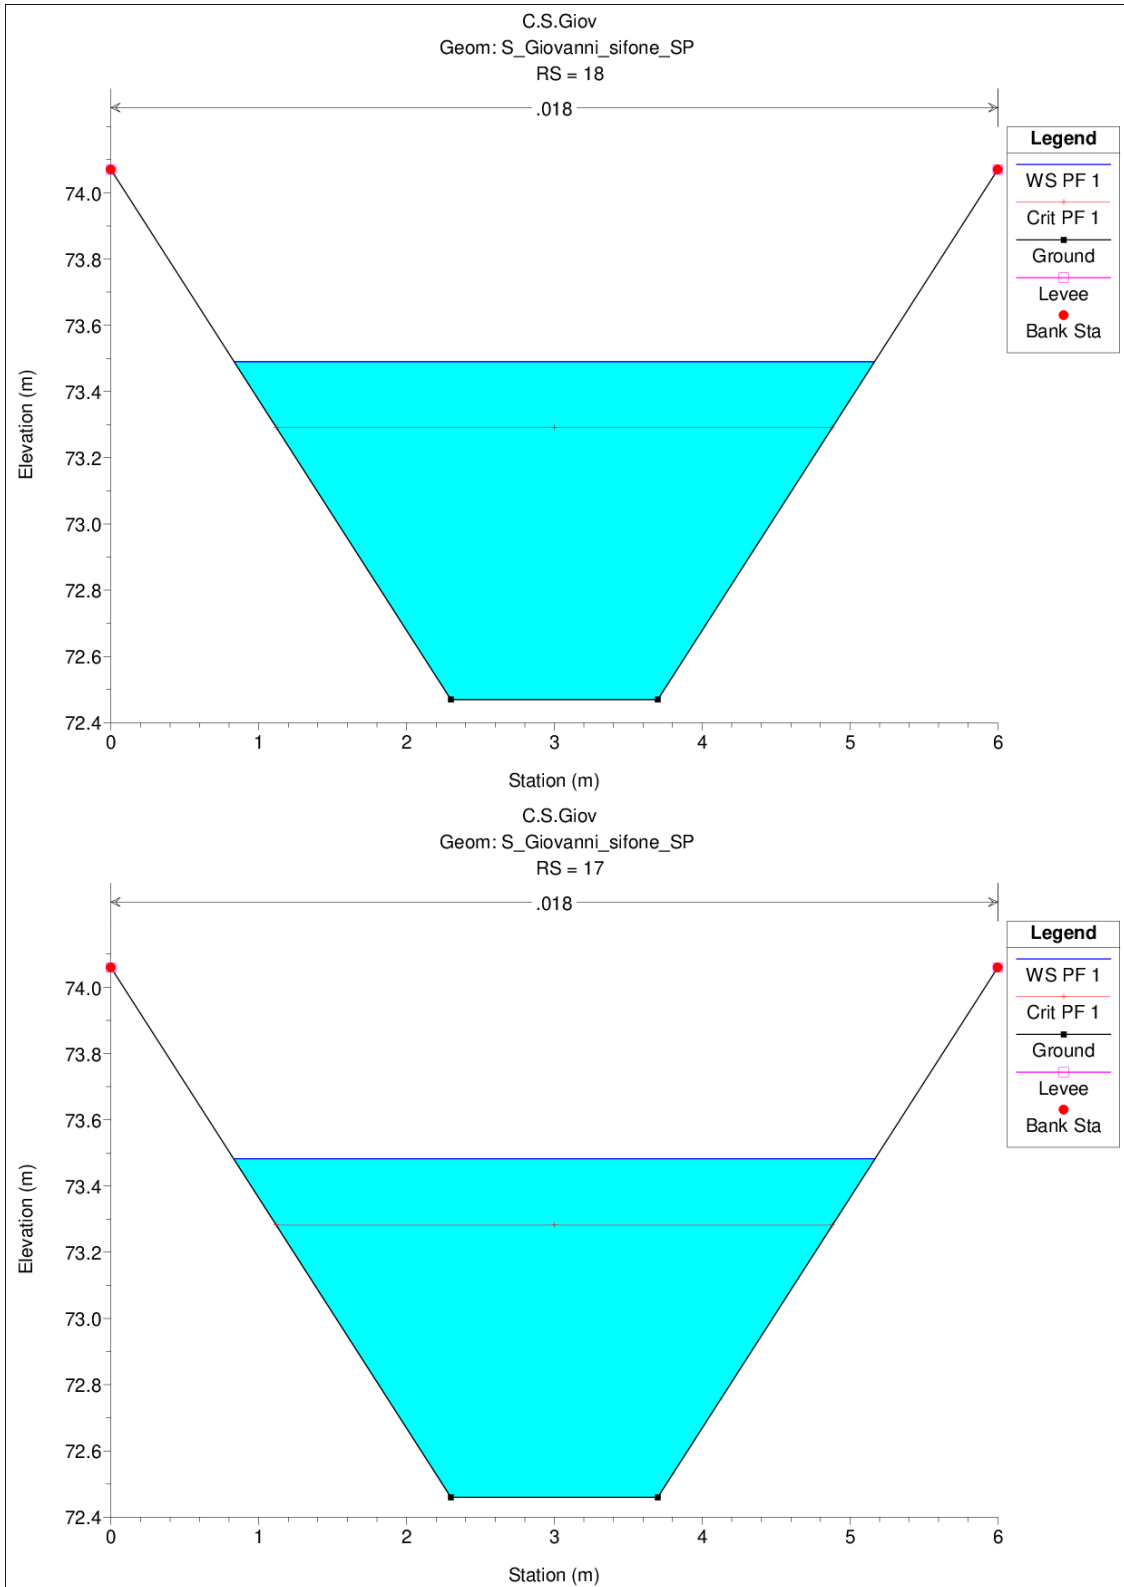 C.S.Giov
Geom: S_Giovanni_sifone_SP
RS = 18
.018
Legend
WS PF 1
Crit PF 1
Ground
Levee
Bank Sta
74.0
73.8
73.6
73.4
73.2
73.0
72.8
72.6
72.4
Elevation (m)
0 1 2 3 4 5 6
Station (m)
C.S.Giov
Geom: S_Giovanni_sifone_SP
RS = 17
.018
Legend
WS PF 1
Crit PF 1
Ground
Levee
Bank Sta
74.0
73.8
73.6
73.4
73.2
73.0
72.8
72.6
72.4
Elevation (m)
0 1 2 3 4 5 6
Station (m)